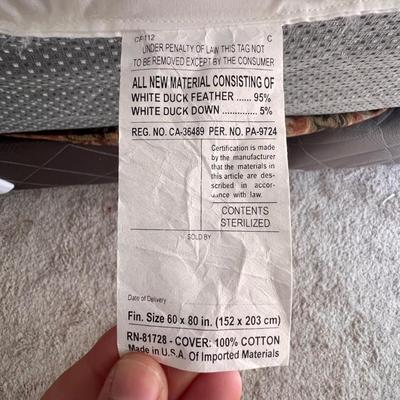 CF112 C
UNDER PENALTY OF LAW THIS TAG NOT
TO BE REMOVED EXCEPT BY THE CONSUMER
ALL NEW MATERIAL CONSISTING OF
WHITE DUCK FEATHER ...... 95%
WHITE DUCK DOWN .............. 5%
REG. NO. CA-36489 PER. NO. PA-9724
Certification is made
by the manufacturer
that the materials in
this article are des-
cribed in accor-
dance with law.
CONTENTS
STERILIZED
SOLD BY
Date of Delivery
Fin. Size 60 x 80 in. (152 x 203 cm)
RN-81728 - COVER: 100% COTTON
Made in U.S.A. Of Imported Materials